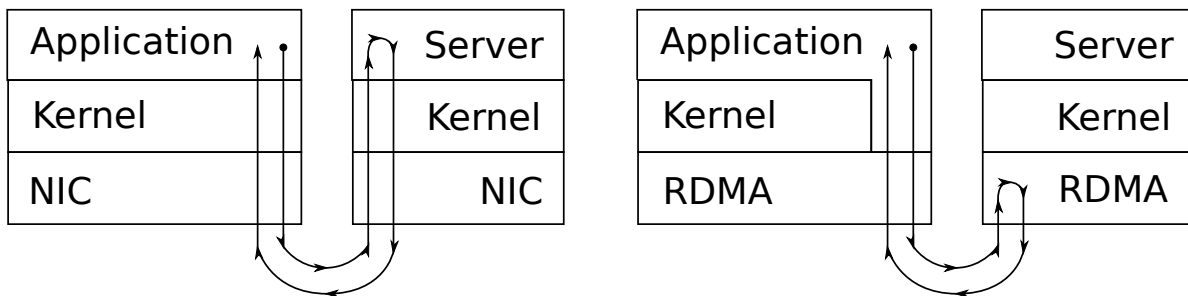 Application
Kernel
NIC
Server
Kernel
NIC
Application
Kernel
RDMA
Server
Kernel
RDMA